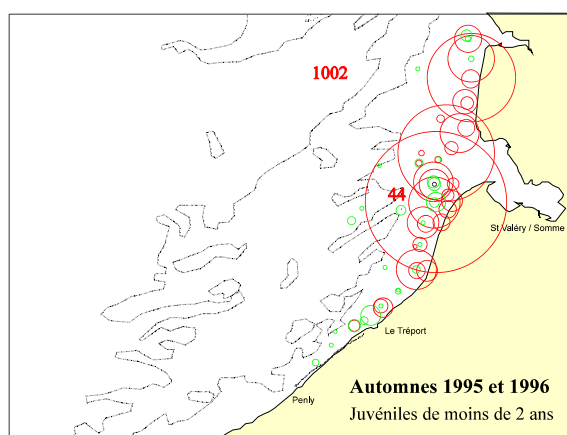 1002
44
St Valéry / Somme
Le Tréport
Penly
Automnes 1995 et 1996
Juvéniles de moins de 2 ans